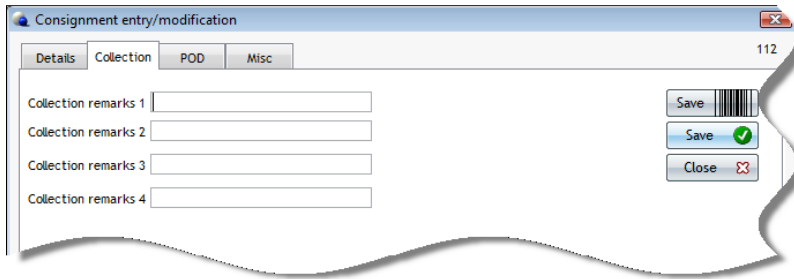 Consignment entry/modification
Details Collection POD Misc
112
Collection remarks 1
Save
Collection remarks 2
Save
Collection remarks 3
Close
Collection remarks 4